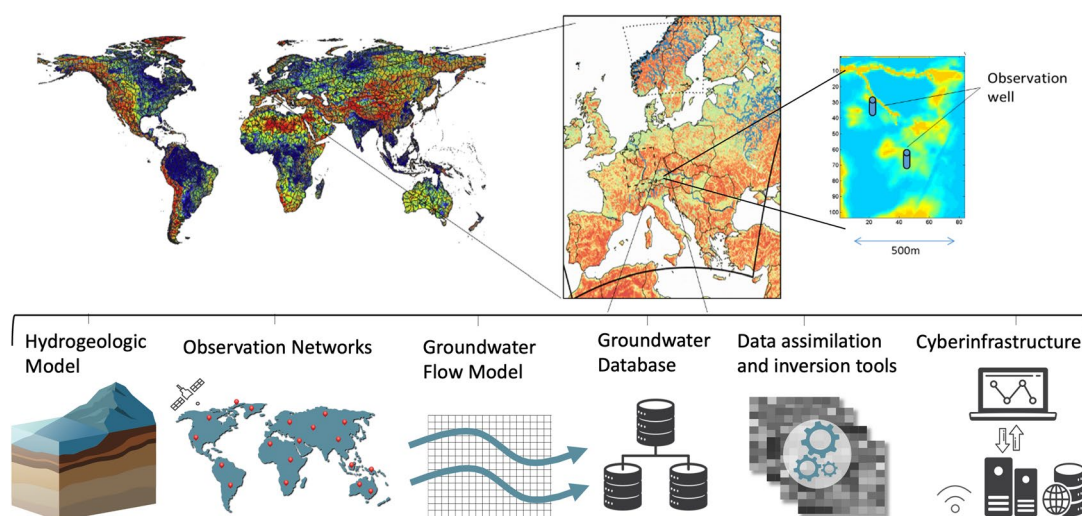 Observation
well
10
20
30
40
50
60
70
80
90
100
20
40
60
80
500m
Hydrogeologic
Model
Observation Networks
Groundwater
Flow Model
Groundwater
Database
Data assimilation
and inversion tools
Cyberinfrastructure